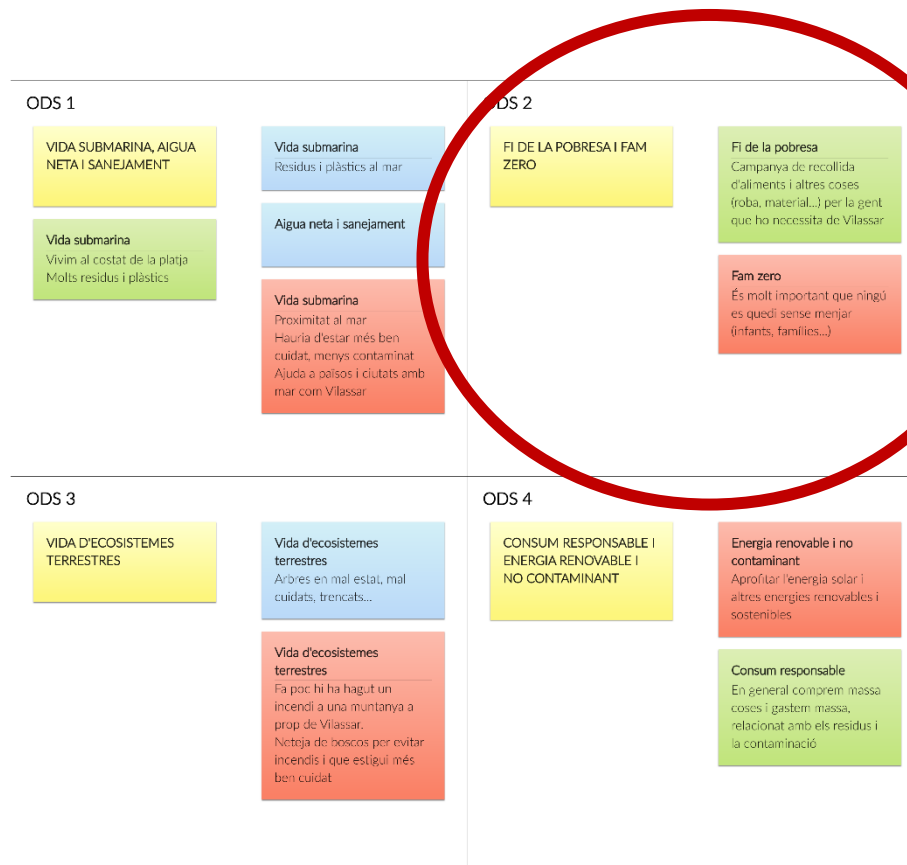 ODS 1
VIDA SUBMARINA, AIGUA
NETA I SANEJAMENT
Vida submarina
Vivim al costat de la platja
Molts residus i plàstics
Vida submarina
Residus i plàstics al mar
Aigua neta i sanejament
Vida submarina
Proximitat al mar
Hauria d'estar més ben
cuidat, menys contaminat
Ajuda a països i ciutats amb
mar com Vilassar
ODS 2
FI DE LA POBRESA I FAM
ZERO
Fi de la pobresa
Campanya de recollida
d'aliments i altres coses
(roba, material...) per la gent
que ho necessita de Vilassar
Fam zero
És molt important que ningú
es quedi sense menjar
(infants, famílies...)
ODS 3
VIDA D'ECOSISTEMES
TERRESTRES
Vida d'ecosistemes
terrestres
Arbres en mal estat, mal
cuidats, trencats...
Vida d'ecosistemes
terrestres
Fa poc hi ha hagut un
incendi a una muntanya a
prop de Vilassar.
Neteja de boscos per evitar
incendis i que estigui més
ben cuidat
ODS 4
CONSUM RESPONSABLE I
ENERGIA RENOVABLE I
NO CONTAMINANT
Energia renovable i no
contaminant
Aprofitar l'energia solar i
altres energies renovables i
sostenibles
Consum responsable
En general comprem massa
coses i gastem massa,
relacionat amb els residus i
la contaminació